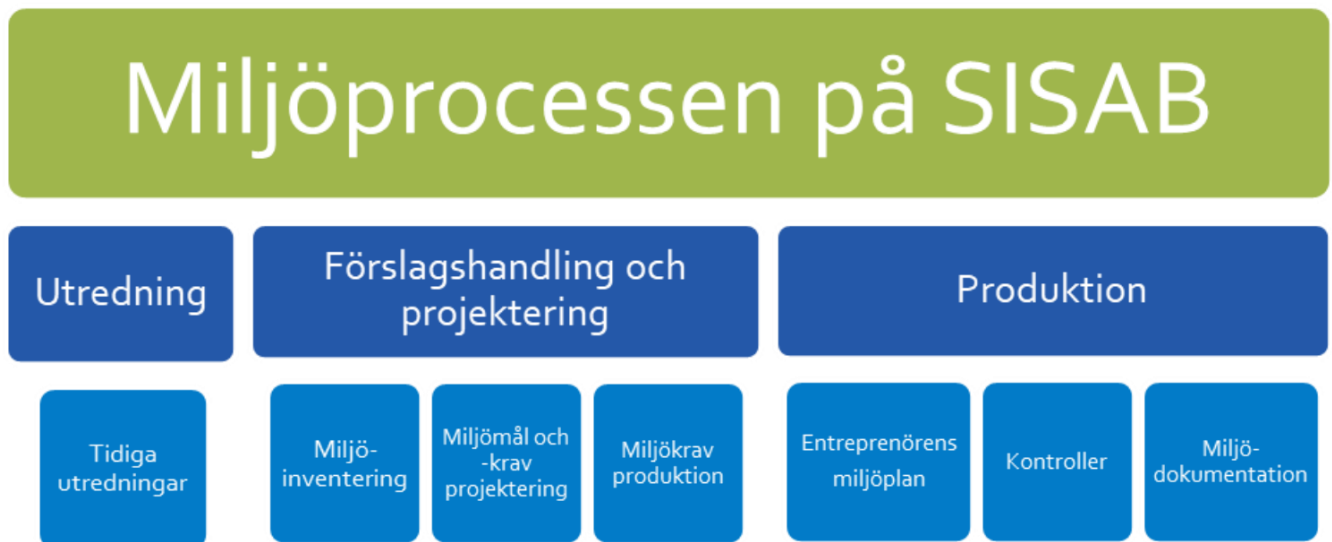 Miljöprocessen på SISAB
Utredning
Förslagshandling och
projektering
Produktion
Tidiga
utredningar
Miljö-
inventering
Miljömål och
-krav
projektering
Miljökrav
produktion
Entreprenörens
miljöplan
Kontroller
Miljö-
dokumentation